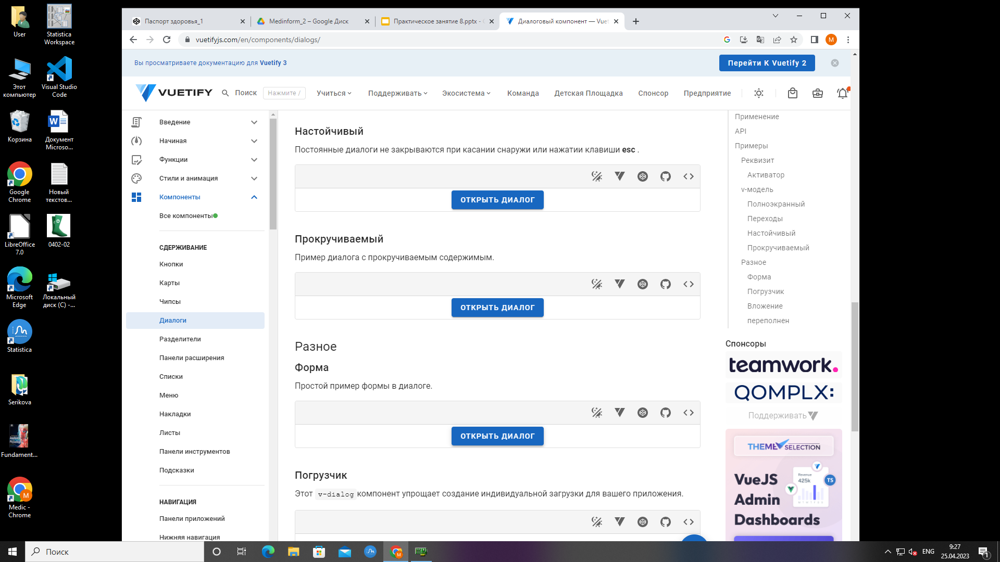 User
Statistica
Workspace
Этот
компьютер
Visual Studio
Code
Корзина
Документ
Microso...
Google
Chrome
Новый
текстов...
LibreOffice
7.0
0402-02
Microsoft
Edge
Локальный
диск (C) -...
Statistica
Serikova
Fundament...
Medic -
Chrome
Паспорт здоровья_1
Medinform_2 – Google Диск
Практическое занятие 8.pptx -
Диалоговый компонент — Vuet
vuetifyjs.com/en/components/dialogs/
M
Вы просматриваете документацию для Vuetify 3
Перейти К Vuetify 2
VUETIFY
Поиск
Нажмите /
Учиться
Поддерживать
Экосистема
Команда
Детская Площадка
Спонсор
Предприятие
Введение
Начиная
Функции
Стили и анимация
Компоненты
Все компоненты
СДЕРЖИВАНИЕ
Кнопки
Карты
Чипсы
Диалоги
Разделители
Панели расширения
Списки
Меню
Накладки
Листы
Панели инструментов
Подсказки
НАВИГАЦИЯ
Панели приложений
Нижняя навигация
Настойчивый
Постоянные диалоги не закрываются при касании снаружи или нажатии клавиши esc .
ОТКРЫТЬ ДИАЛОГ
Прокручиваемый
Пример диалога с прокручиваемым содержимым.
ОТКРЫТЬ ДИАЛОГ
Разное
Форма
Простой пример формы в диалоге.
ОТКРЫТЬ ДИАЛОГ
Погрузчик
Этот v-dialog компонент упрощает создание индивидуальной загрузки для вашего приложения.
Применение
API
Примеры
Реквизит
Активатор
v-модель
Полноэкранный
Переходы
Настойчивый
Прокручиваемый
Разное
Форма
Погрузчик
Вложение
переполнен
Спонсоры
teamwork.
QOMPLX:
Поддерживать
THEMESELECTION
VueJS
Admin
Dashboards
Revenue
425k
TS
Поиск
M
ENG
9:27
25.04.2023
1